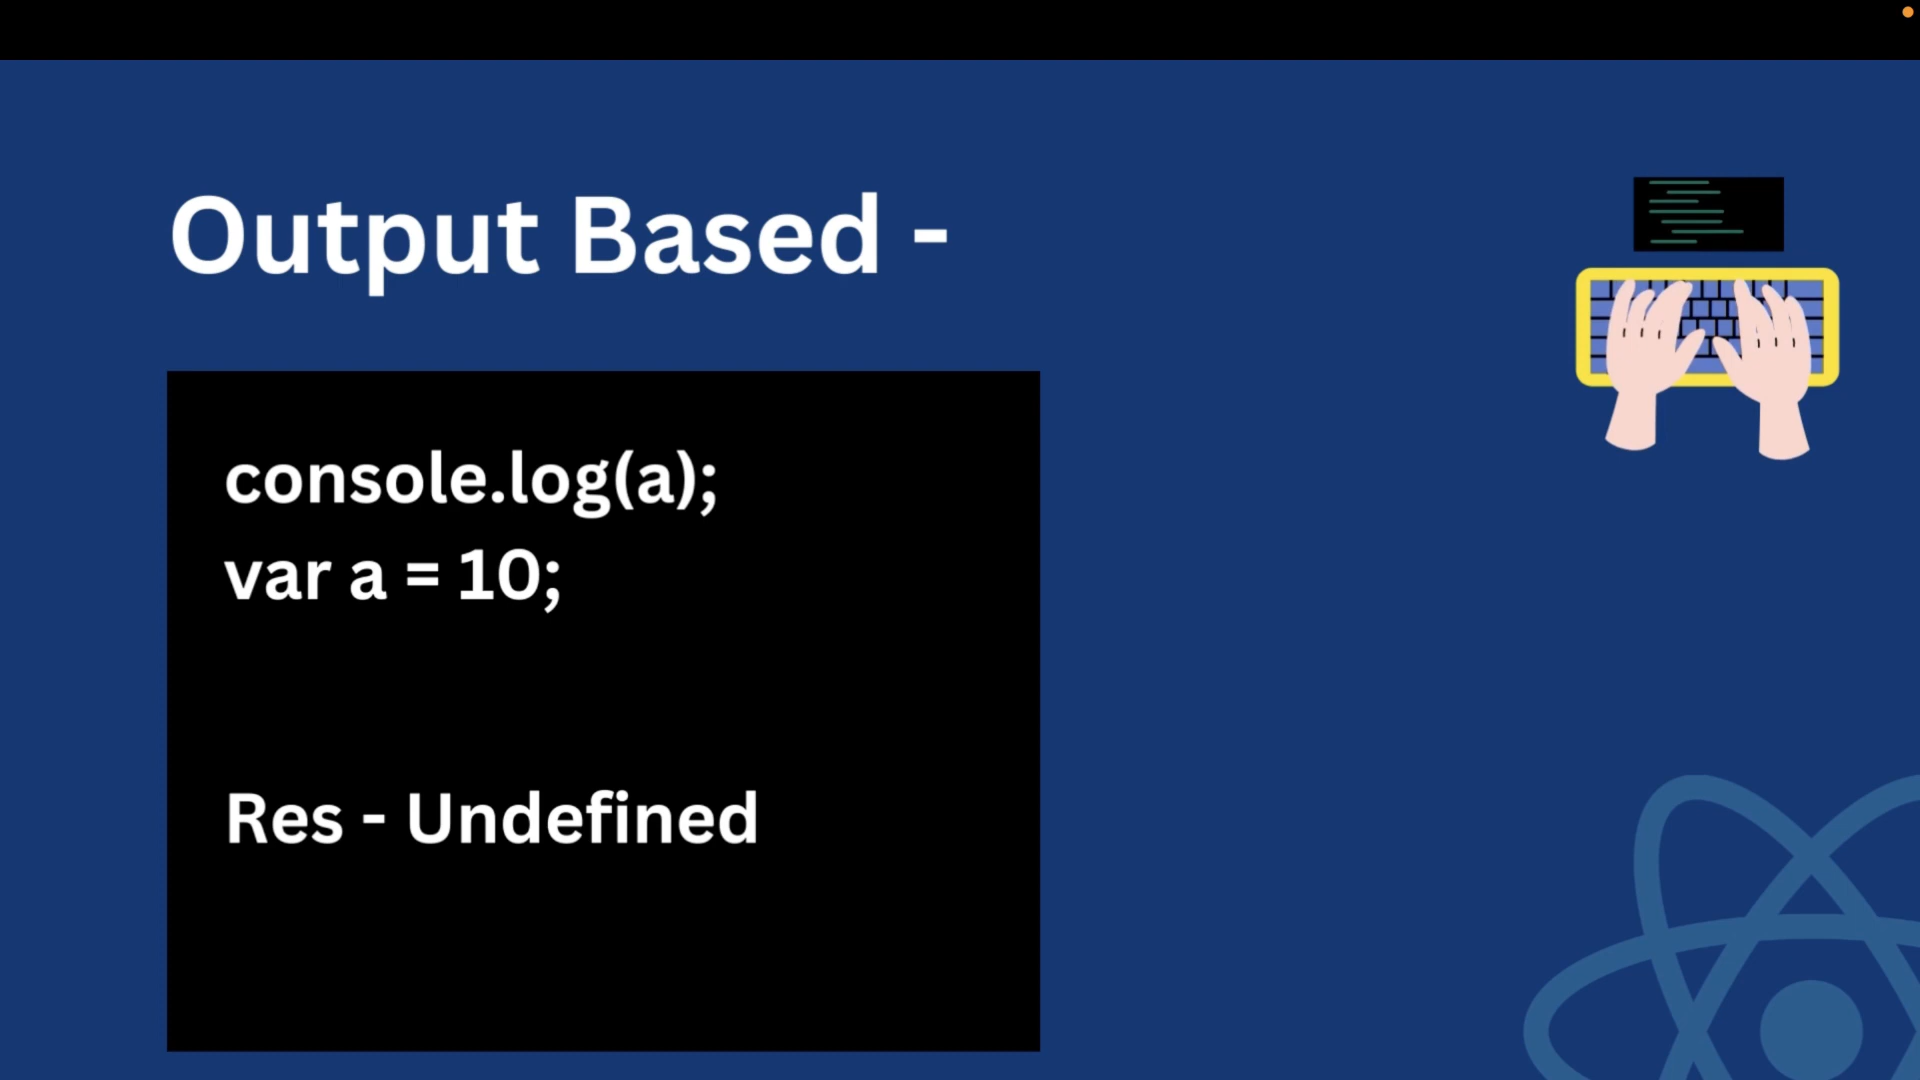 Output Based -
console.log(a);
var a = 10;
Res - Undefined